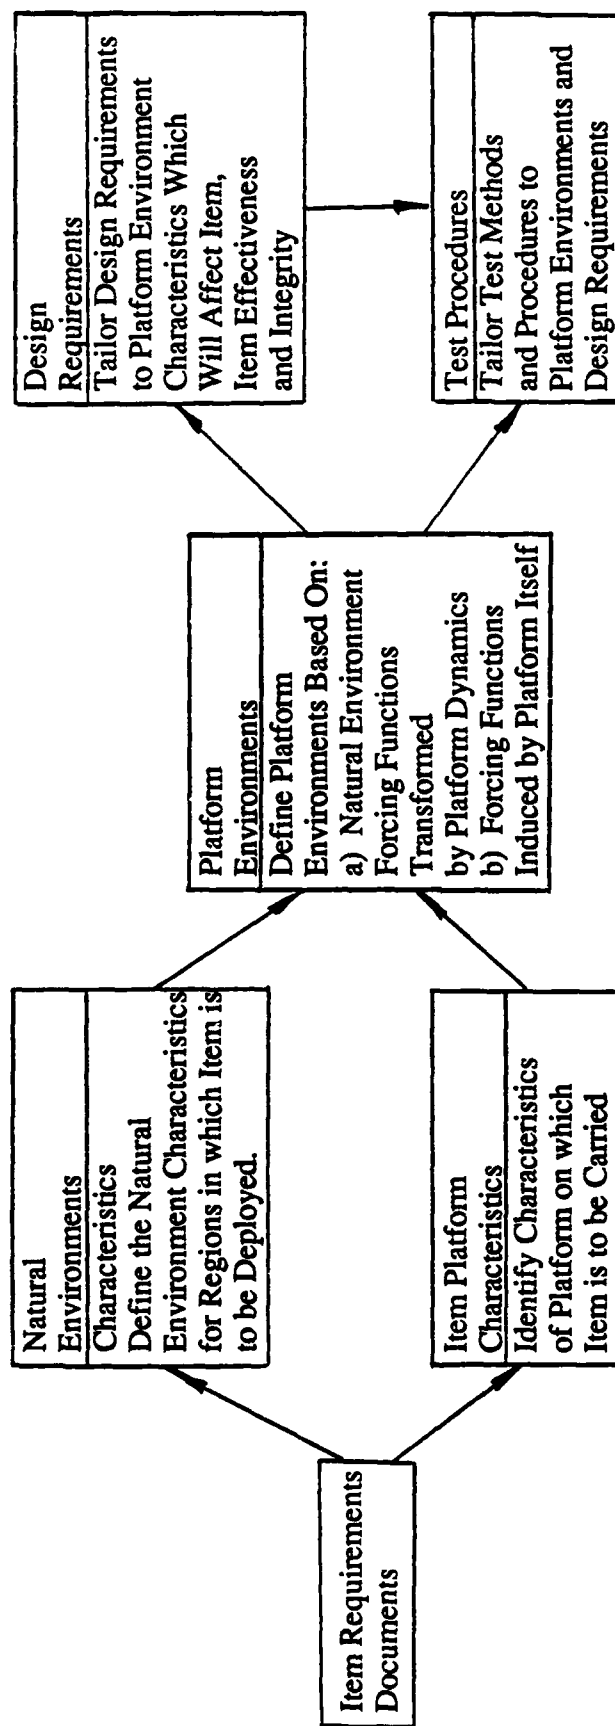 Item Requirements
Documents
Natural
Environments
Characteristics
Define the Natural
Environment Characteristics
for Regions in which Item is
to be Deployed.
Item Platform
Characteristics
Identify Characteristics
of Platform on which
Item is to be Carried
Platform
Environments
Define Platform
Environments Based On:
a) Natural Environment
Forcing Functions
Transformed
by Platform Dynamics
b) Forcing Functions
Induced by Platform Itself
Design
Requirements
Tailor Design Requirements
to Platform Environment
Characteristics Which
Will Affect Item,
Item Effectiveness
and Integrity
Test Procedures
Tailor Test Methods
and Procedures to
Platform Environments and
Design Requirements